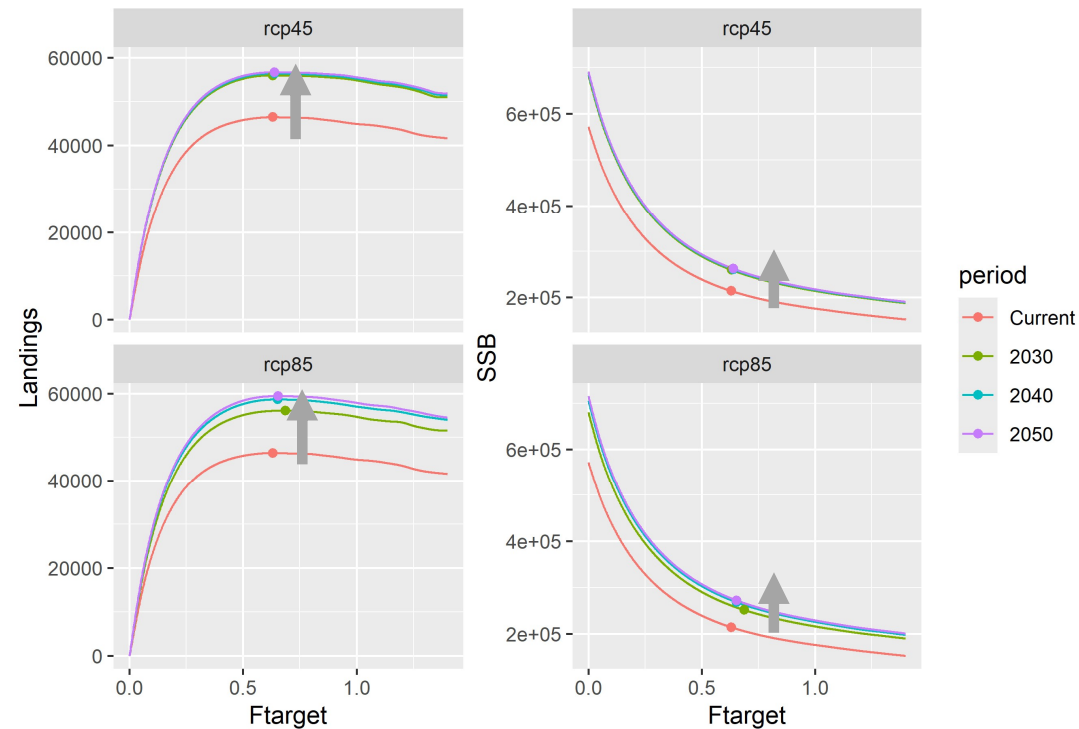 rcp45
60000
40000
20000
0
Landings
rcp85
60000
40000
20000
0
0.0 0.5 1.0
Ftarget
rcp45
6e+05
4e+05
2e+05
SSB
rcp85
6e+05
4e+05
2e+05
0.0 0.5 1.0
Ftarget
period
Current
2030
2040
2050